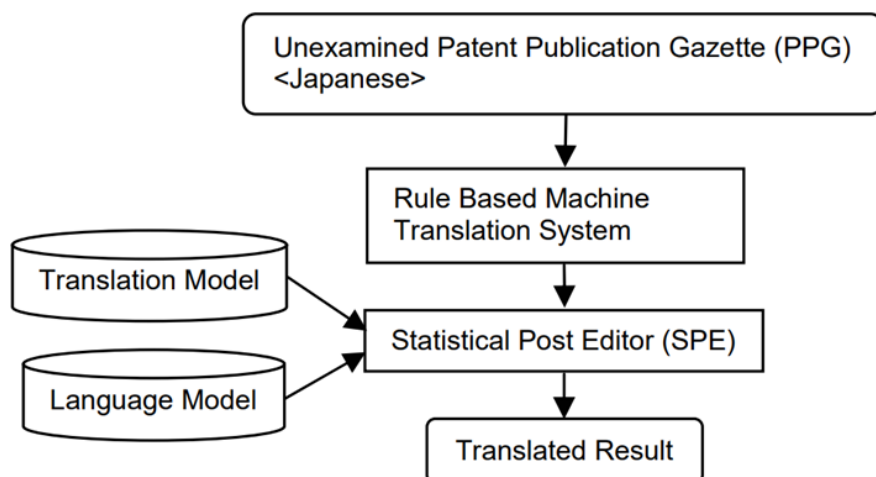 Unexamined Patent Publication Gazette (PPG)
<Japanese>
Rule Based Machine
Translation System
Translation Model
Statistical Post Editor (SPE)
Language Model
Translated Result